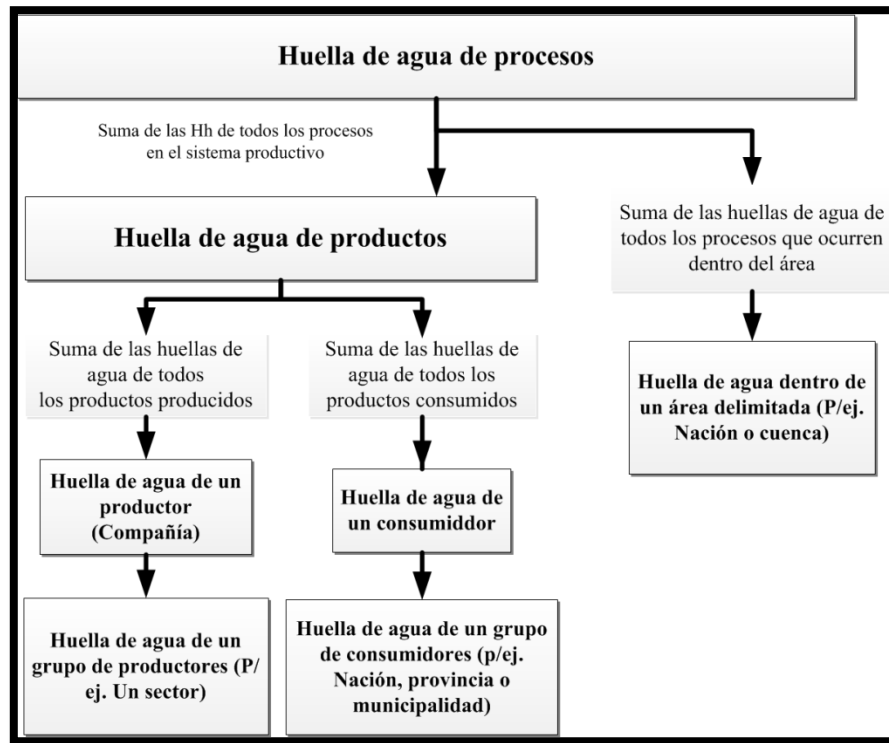 Huella de agua de procesos
Suma de las Hh de todos los procesos
en el sistema productivo
Huella de agua de productos
Suma de las huellas de agua de
todos los procesos que ocurren
dentro del área
Suma de las huellas de
agua de todos
los productos producidos
Suma de las huellas de
agua de todos los
productos consumidos
Huella de agua dentro de
un área delimitada (P/ej.
Nación o cuenca)
Huella de agua de un
productor
(Compañía)
Huella de agua de
un consumiddor
Huella de agua de un
grupo de productores (P/
ej. Un sector)
Huella de agua de un grupo
de consumidores (p/ej.
Nación, provincia o
municipalidad)